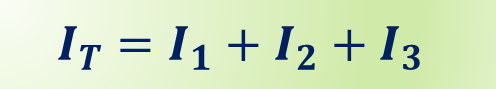 I_T = I_1 + I_2 + I_3